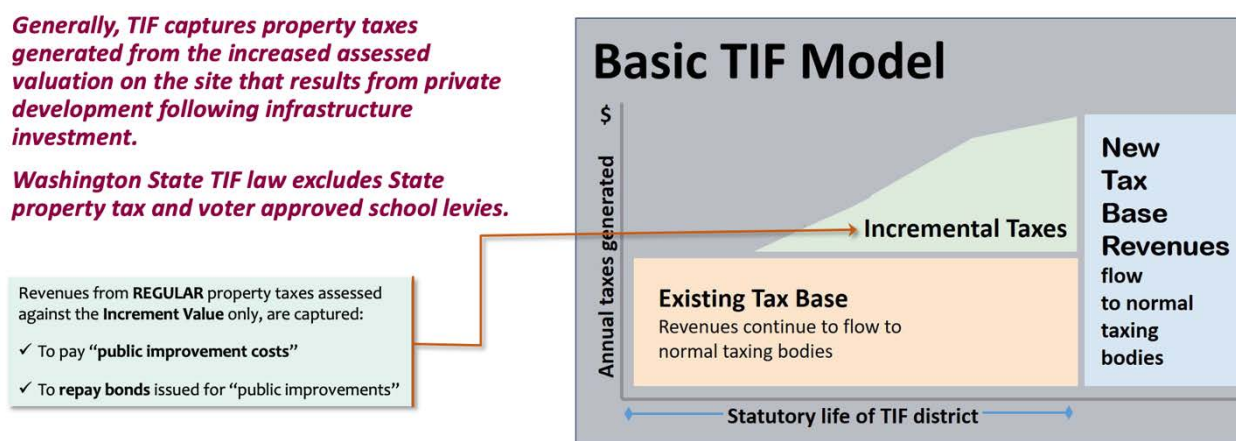 Generally, TIF captures property taxes
generated from the increased assessed
valuation on the site that results from private
development following infrastructure
investment.
Washington State TIF law excludes State
property tax and voter approved school levies.
Revenues from REGULAR property taxes assessed
against the Increment Value only, are captured:
✓ To pay “public improvement costs”
✓ To repay bonds issued for “public improvements”
Basic TIF Model
$
Annual taxes generated
Incremental Taxes
Existing Tax Base
Revenues continue to flow to
normal taxing bodies
New
Tax
Base
Revenues
flow
to normal
taxing
bodies
Statutory life of TIF district